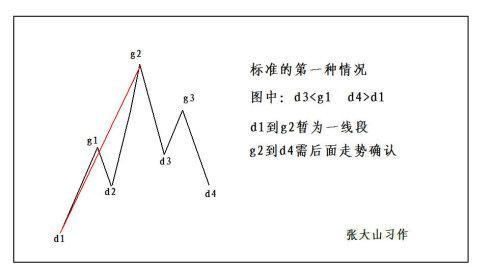 g2
标准的第一种情况
g3
图中: d3<g1 d4>d1
d1到g2暂为一线段
g1
g2到d4需后面走势确认
d3
d2
d4
d1
张大山习作